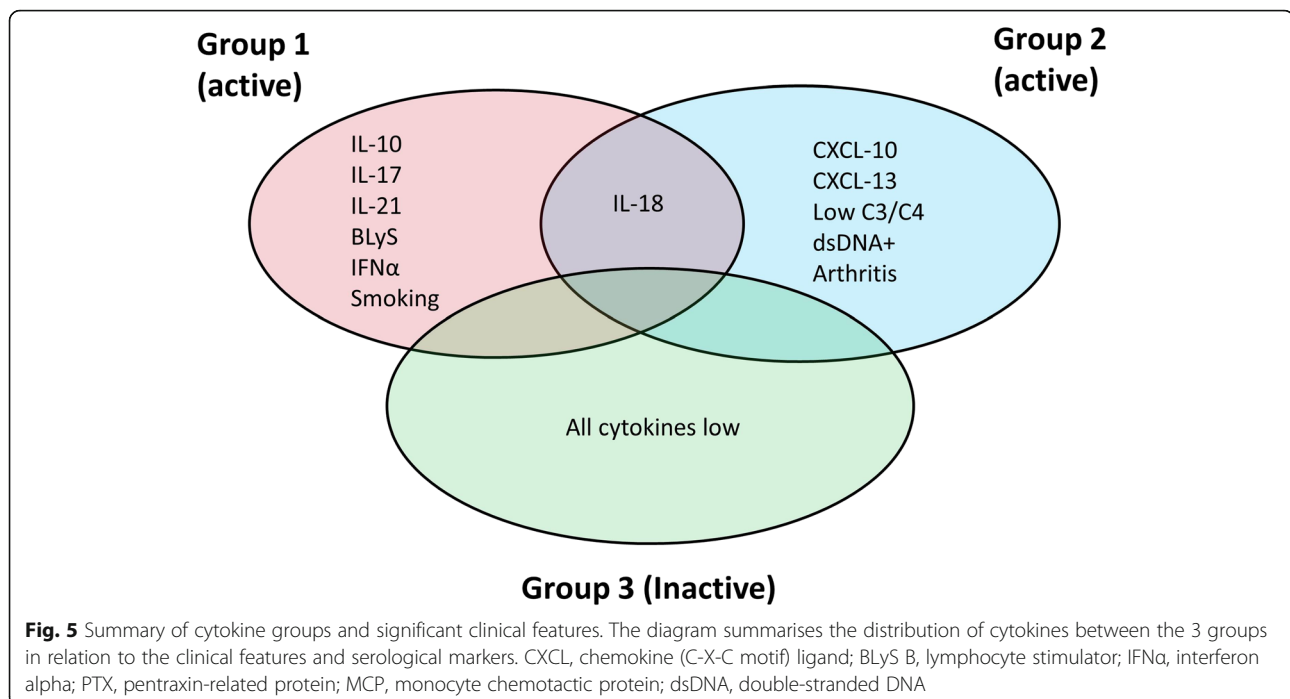 Group 1
(active)
Group 2
(active)
IL-10
IL-17
IL-21
BLyS
IFNα
Smoking
IL-18
CXCL-10
CXCL-13
Low C3/C4
dsDNA+
Arthritis
All cytokines low
Group 3 (Inactive)
Fig. 5 Summary of cytokine groups and significant clinical features. The diagram summarises the distribution of cytokines between the 3 groups
in relation to the clinical features and serological markers. CXCL, chemokine (C-X-C motif) ligand; BLyS B, lymphocyte stimulator; IFNα, interferon
alpha; PTX, pentraxin-related protein; MCP, monocyte chemotactic protein; dsDNA, double-stranded DNA